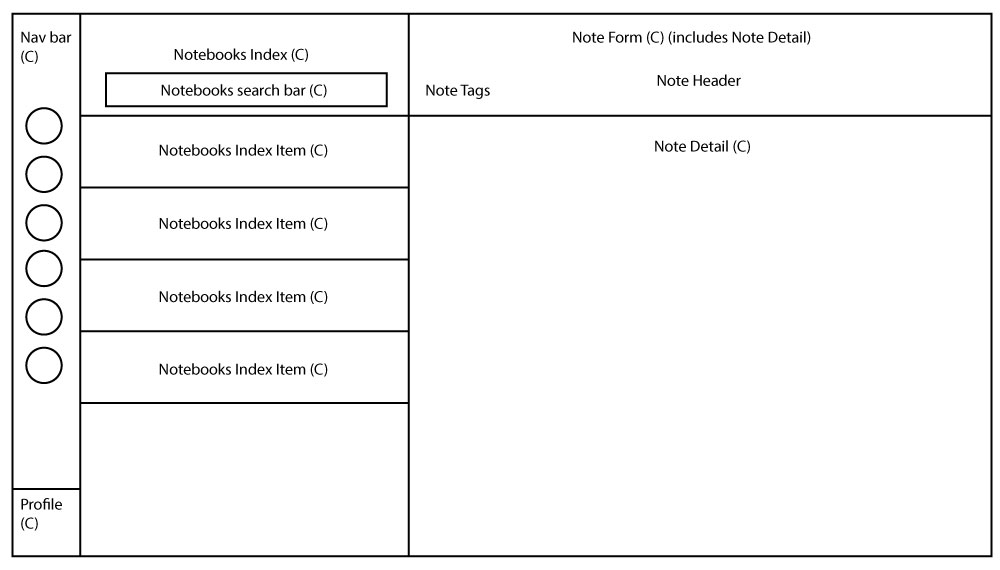 Nav bar
(C)
Notebooks Index (C)
Notebooks search bar (C)
Notebooks Index Item (C)
Notebooks Index Item (C)
Notebooks Index Item (C)
Notebooks Index Item (C)
Profile
(C)
Note Form (C) (includes Note Detail)
Note Header
Note Tags
Note Detail (C)